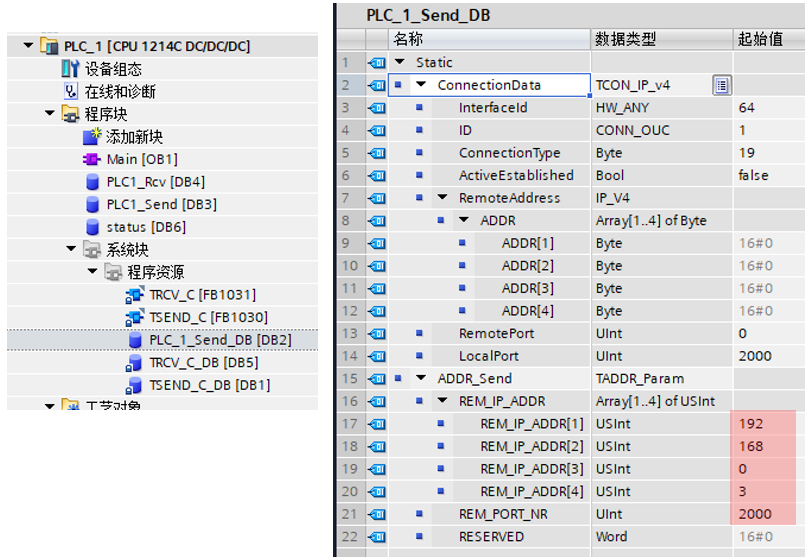 PLC_1 [CPU 1214C DC/DC/DC]
设备组态
在线和诊断
程序块
添加新块
Main [OB1]
PLC1_Rcv [DB4]
PLC1_Send [DB3]
status [DB6]
系统块
程序资源
TRCV_C [FB1031]
TSEND_C [FB1030]
PLC_1_Send_DB [DB2]
TRCV_C_DB [DB5]
TSEND_C_DB [DB1]
工艺对象
PLC_1_Send_DB
名称 数据类型 起始值
1 Static
2 ConnectionData TCON_IP_v4
3 InterfaceId HW_ANY 64
4 ID CONN_OUC 1
5 ConnectionType Byte 19
6 ActiveEstablished Bool false
7 RemoteAddress IP_V4
8 ADDR Array[1..4] of Byte
9 ADDR[1] Byte 16#0
10 ADDR[2] Byte 16#0
11 ADDR[3] Byte 16#0
12 ADDR[4] Byte 16#0
13 RemotePort UInt 0
14 LocalPort UInt 2000
15 ADDR_Send TADDR_Param
16 REM_IP_ADDR Array[1..4] of USInt
17 REM_IP_ADDR[1] USInt 192
18 REM_IP_ADDR[2] USInt 168
19 REM_IP_ADDR[3] USInt 0
20 REM_IP_ADDR[4] USInt 3
21 REM_PORT_NR UInt 2000
22 RESERVED Word 16#0